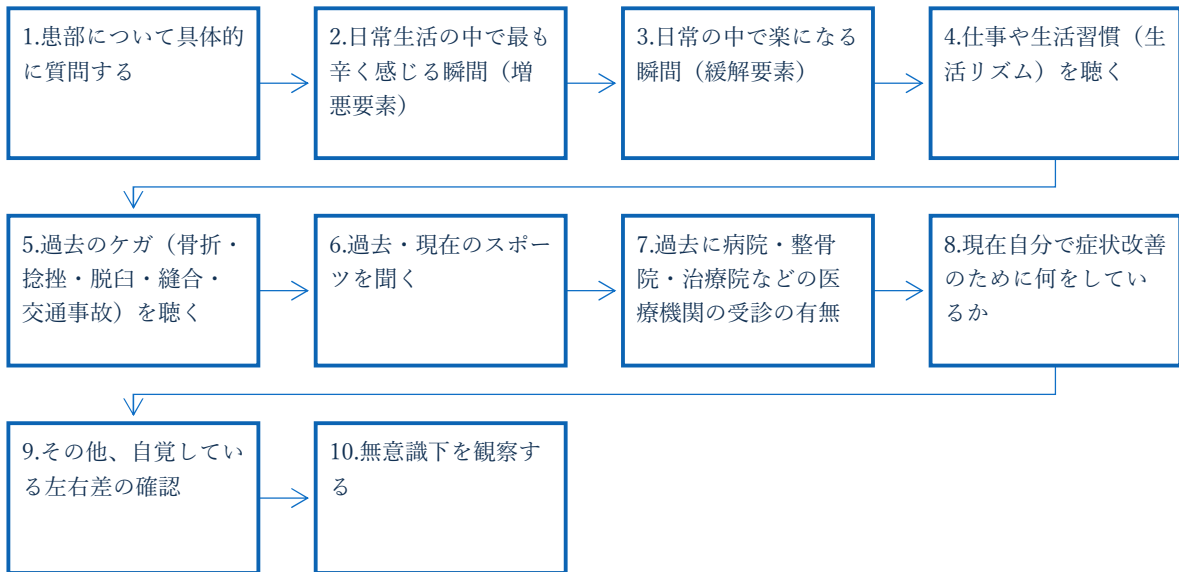 1.患部について具体的
に質問する
2.日常生活の中で最も
辛く感じる瞬間（増
悪要素）
3.日常の中で楽になる
瞬間（緩解要素）
4.仕事や生活習慣（生
活リズム）を聴く
5.過去のケガ（骨折・
捻挫・脱臼・縫合・
交通事故）を聴く
6.過去・現在のスポー
ツを聞く
7.過去に病院・整骨
院・治療院などの医
療機関の受診の有無
8.現在自分で症状改善
のために何をしてい
るか
9.その他、自覚してい
る左右差の確認
10.無意識下を観察す
る